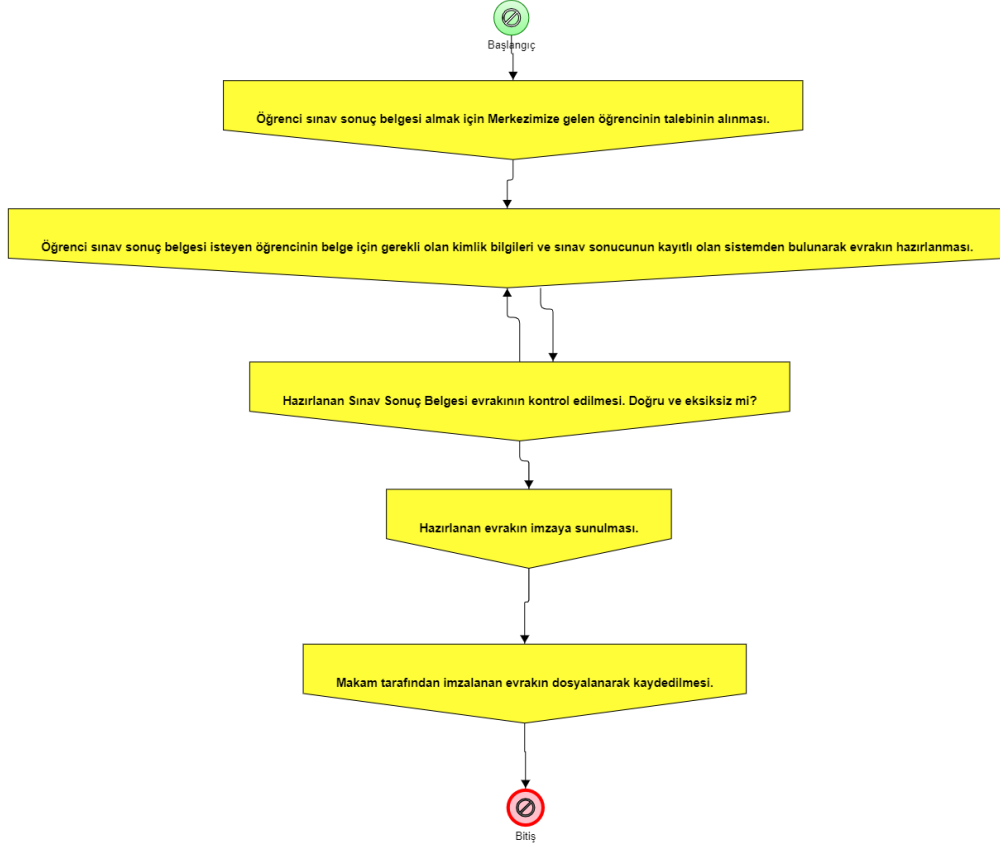 Başlangıç
Öğrenci sınav sonuç belgesi almak için Merkezimize gelen öğrencinin talebinin alınması.
Öğrenci sınav sonuç belgesi isteyen öğrencinin belge için gerekli olan kimlik bilgileri ve sınav sonucunun kayıtlı olan sistemden bulunarak evrakın hazırlanması.
Hazırlanan Sınav Sonuç Belgesi evrakının kontrol edilmesi. Doğru ve eksiksiz mi?
Hazırlanan evrakın imzaya sunulması.
Makam tarafından imzalanan evrakın dosyalanarak kaydedilmesi.
Bitiş